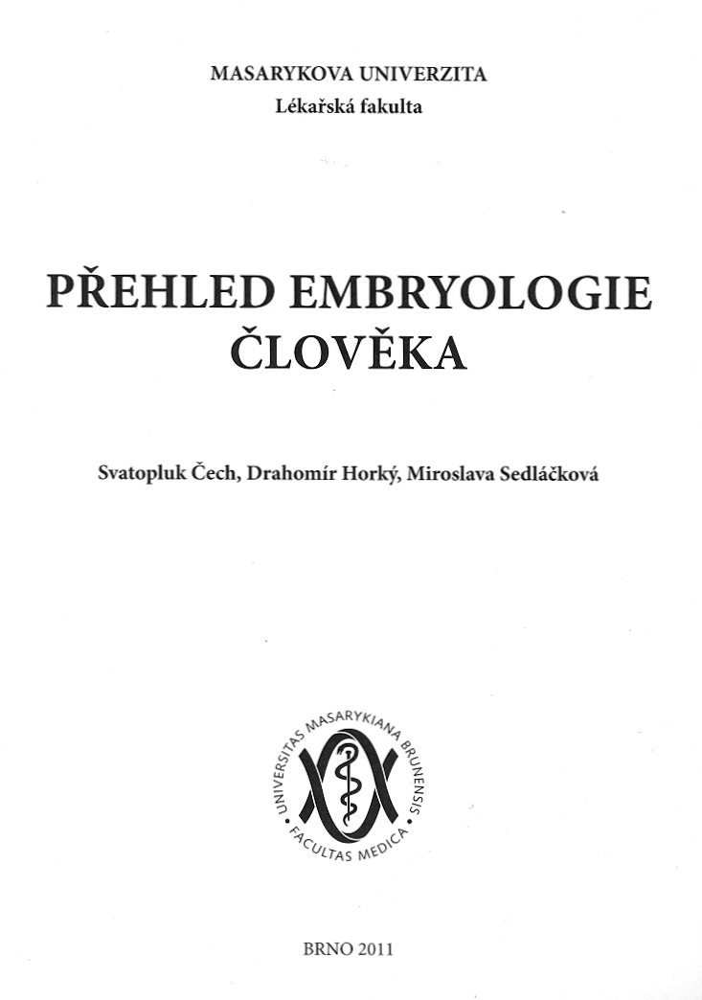 MASARYKOVA UNIVERZITA
Lékařská fakulta
PŘEHLED EMBRYOLOGIE
ČLOVĚKA
Svatopluk Čech, Drahomír Horký, Miroslava Sedláčková
UNIVERSITAS MASARYKIANA BRUNENSIS
• FACULTAS MEDICA •
BRNO 2011